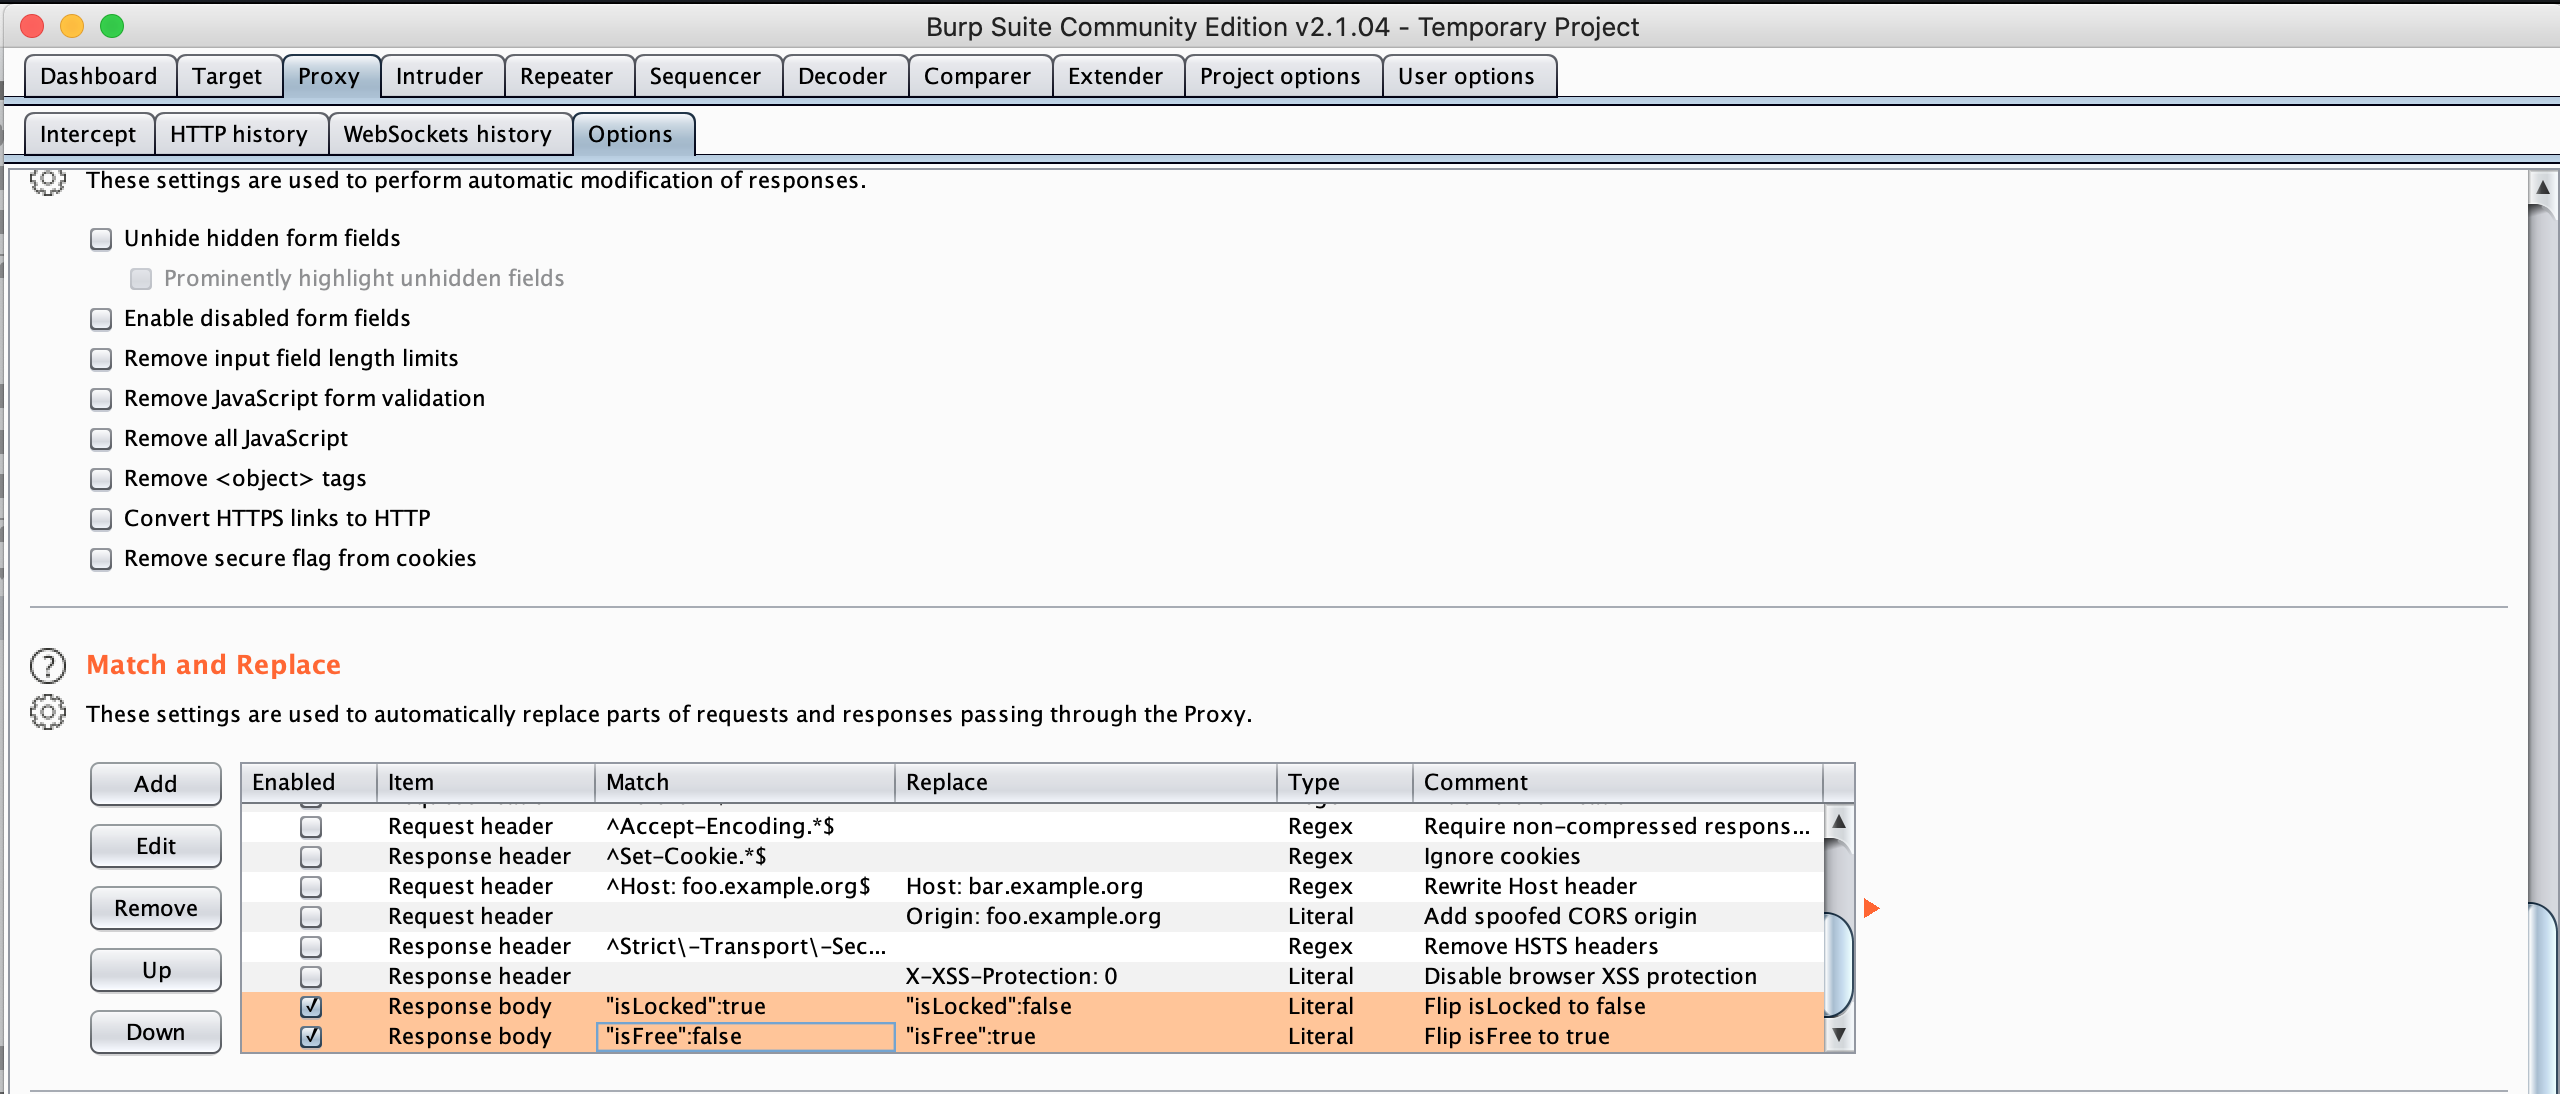 Burp Suite Community Edition v2.1.04 - Temporary Project
Dashboard Target Proxy Intruder Repeater Sequencer Decoder Comparer Extender Project options User options
Intercept HTTP history WebSockets history Options
These settings are used to perform automatic modification of responses.
Unhide hidden form fields
Prominently highlight unhidden fields
Enable disabled form fields
Remove input field length limits
Remove JavaScript form validation
Remove all JavaScript
Remove <object> tags
Convert HTTPS links to HTTP
Remove secure flag from cookies
? Match and Replace
These settings are used to automatically replace parts of requests and responses passing through the Proxy.
Add
Edit
Remove
Up
Down
Enabled Item Match Replace Type Comment
Request header ^Accept-Encoding.*$ Regex Require non-compressed respons...
Response header ^Set-Cookie.*$ Regex Ignore cookies
Request header ^Host: foo.example.org$ Host: bar.example.org Regex Rewrite Host header
Request header Origin: foo.example.org Literal Add spoofed CORS origin
Response header ^Strict\-Transport\-Sec... Regex Remove HSTS headers
Response header X-XSS-Protection: 0 Literal Disable browser XSS protection
Response body "isLocked":true "isLocked":false Literal Flip isLocked to false
Response body "isFree":false "isFree":true Literal Flip isFree to true